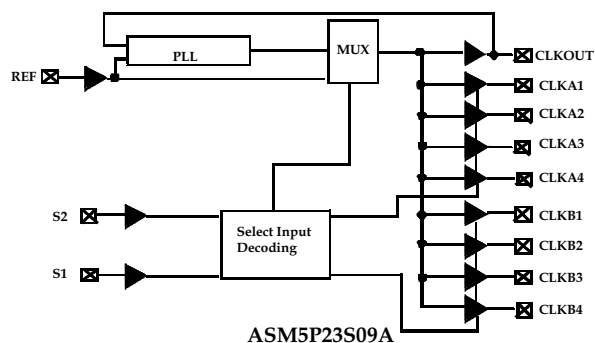 PLL
MUX
CLKOUT
REF
CLKA1
CLKA2
CLKA3
CLKA4
S2
Select Input
Decoding
CLKB1
CLKB2
S1
CLKB3
CLKB4
ASM5P23S09A